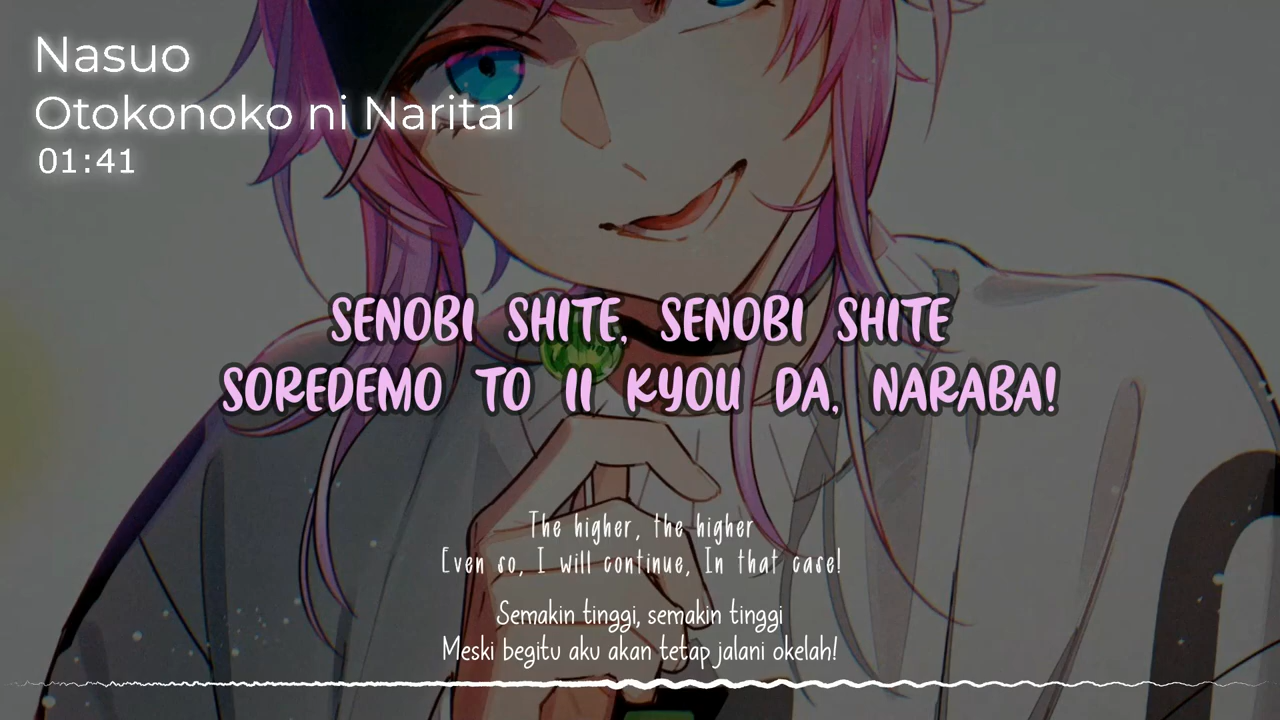 Nasuo
Otokonoko ni Naritai
01:41
SENOBI SHITE, SENOBI SHITE
SOREDEMO TO II KYOU DA, NARABA!
The higher, the higher
Even so, I will continue, In that case!
Semakin tinggi, semakin tinggi
Meski begitu aku akan tetap jalani okelah!